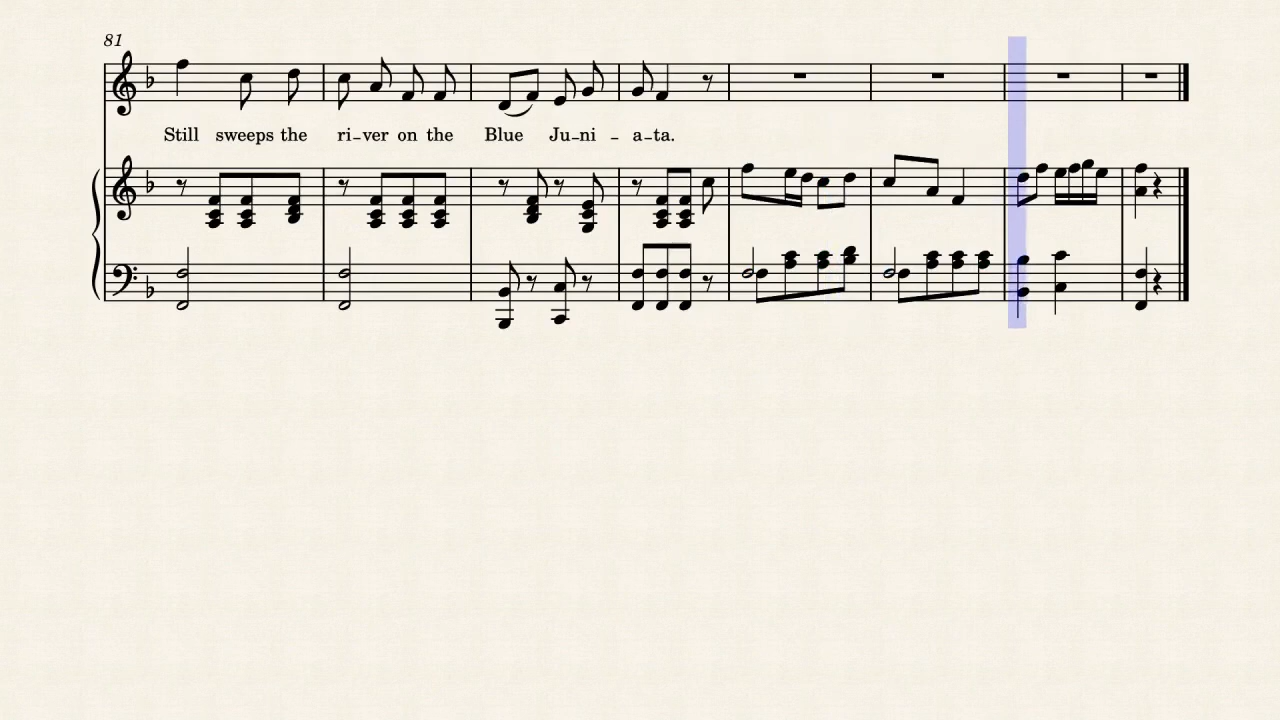 81
Still sweeps the ri-ver on the Blue Ju-ni - a-ta.